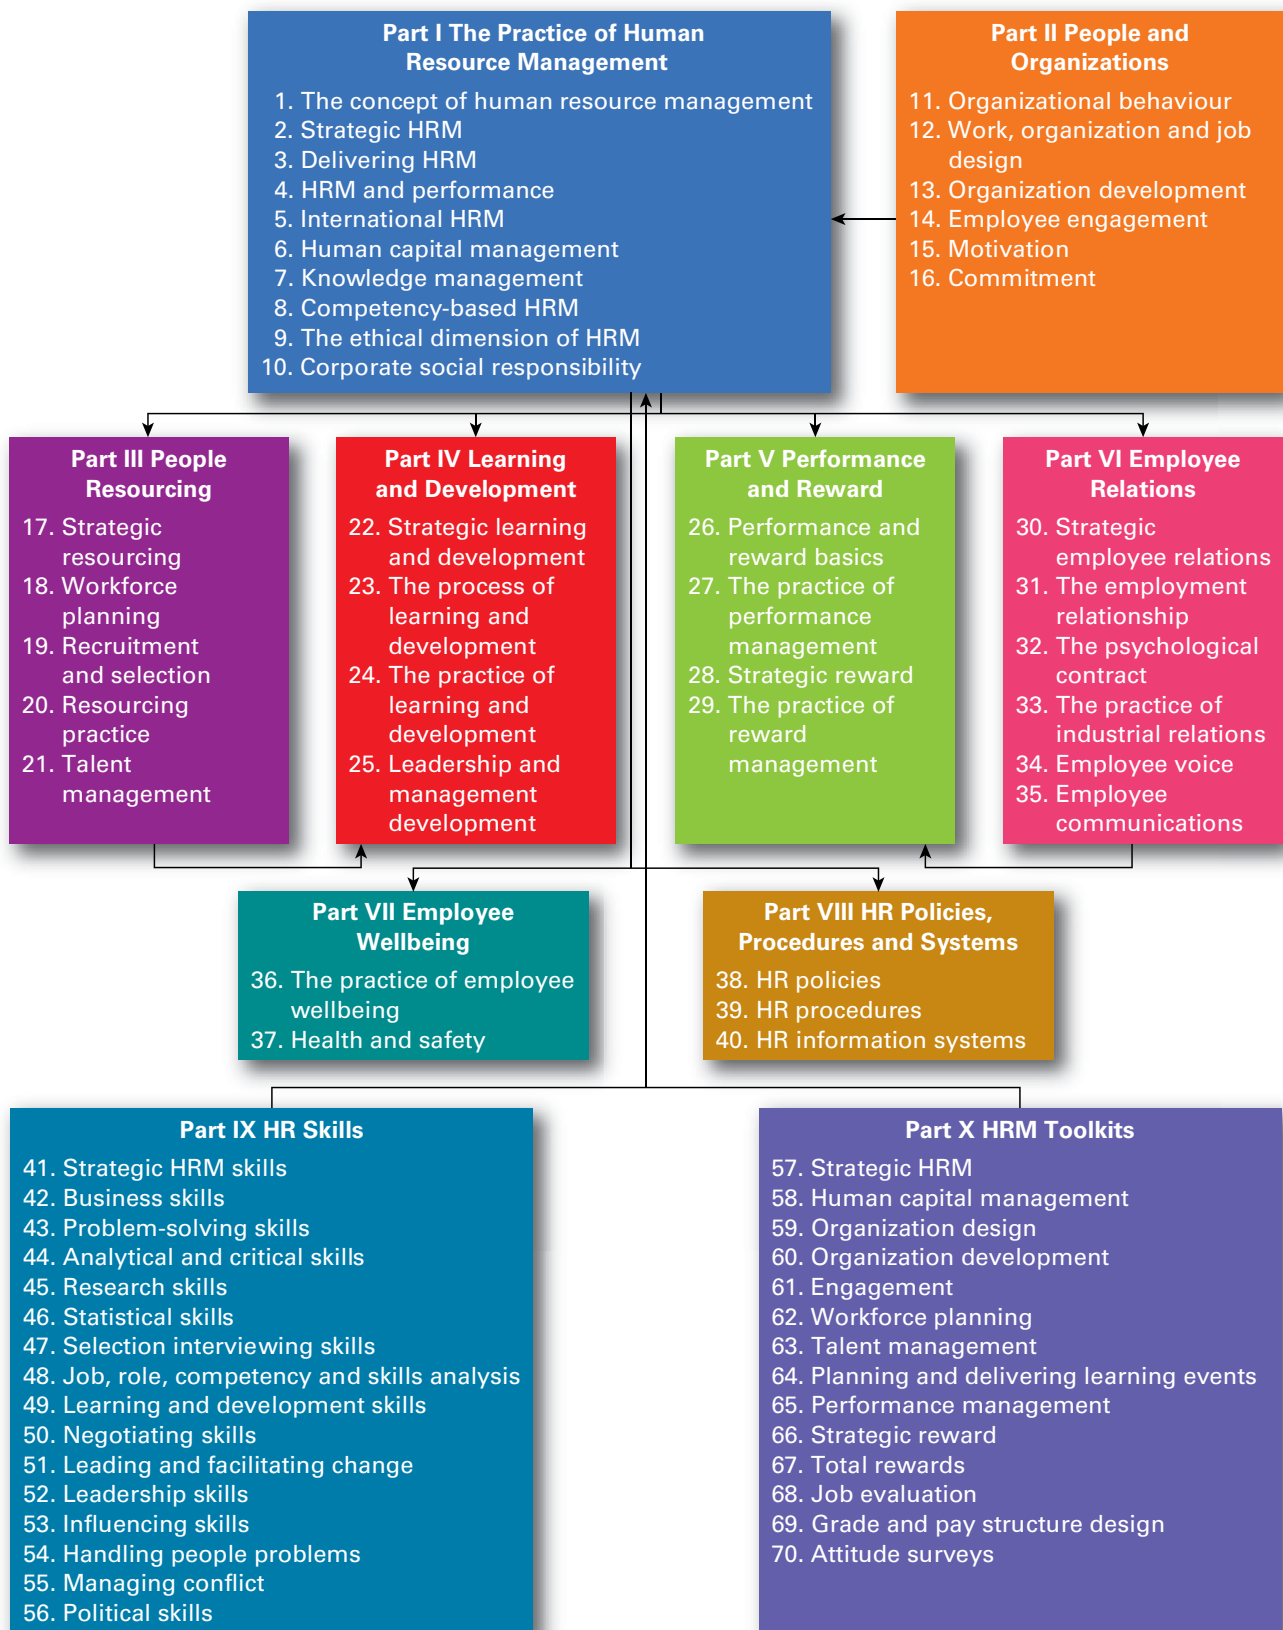 Part I The Practice of Human
Resource Management
1. The concept of human resource management
2. Strategic HRM
3. Delivering HRM
4. HRM and performance
5. International HRM
6. Human capital management
7. Knowledge management
8. Competency-based HRM
9. The ethical dimension of HRM
10. Corporate social responsibility
Part II People and
Organizations
11. Organizational behaviour
12. Work, organization and job
design
13. Organization development
14. Employee engagement
15. Motivation
16. Commitment
Part III People
Resourcing
17. Strategic
resourcing
18. Workforce
planning
19. Recruitment
and selection
20. Resourcing
practice
21. Talent
management
Part IV Learning
and Development
22. Strategic learning
and development
23. The process of
learning and
development
24. The practice of
learning and
development
25. Leadership and
management
development
Part V Performance
and Reward
26. Performance and
reward basics
27. The practice of
performance
management
28. Strategic reward
29. The practice of
reward
management
Part VI Employee
Relations
30. Strategic
employee relations
31. The employment
relationship
32. The psychological
contract
33. The practice of
industrial relations
34. Employee voice
35. Employee
communications
Part VII Employee
Wellbeing
36. The practice of employee
wellbeing
37. Health and safety
Part VIII HR Policies,
Procedures and Systems
38. HR policies
39. HR procedures
40. HR information systems
Part IX HR Skills
41. Strategic HRM skills
42. Business skills
43. Problem-solving skills
44. Analytical and critical skills
45. Research skills
46. Statistical skills
47. Selection interviewing skills
48. Job, role, competency and skills analysis
49. Learning and development skills
50. Negotiating skills
51. Leading and facilitating change
52. Leadership skills
53. Influencing skills
54. Handling people problems
55. Managing conflict
56. Political skills
Part X HRM Toolkits
57. Strategic HRM
58. Human capital management
59. Organization design
60. Organization development
61. Engagement
62. Workforce planning
63. Talent management
64. Planning and delivering learning events
65. Performance management
66. Strategic reward
67. Total rewards
68. Job evaluation
69. Grade and pay structure design
70. Attitude surveys